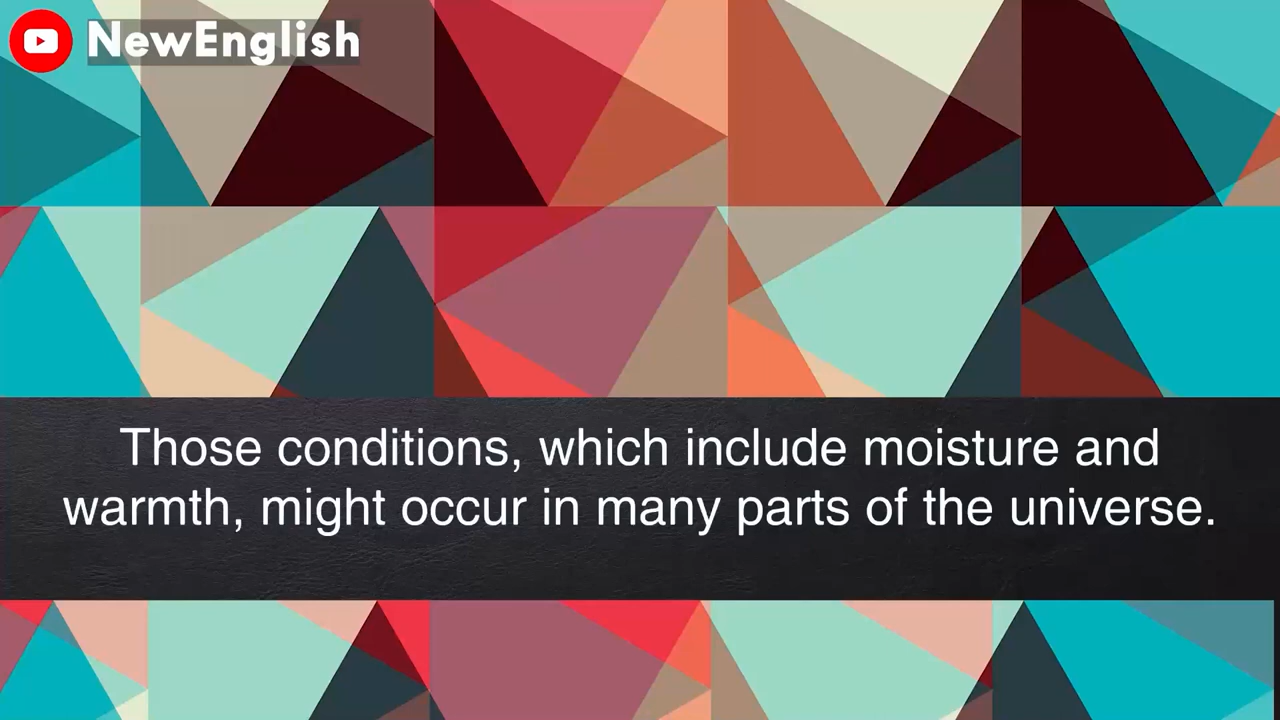 NewEnglish
Those conditions, which include moisture and
warmth, might occur in many parts of the universe.